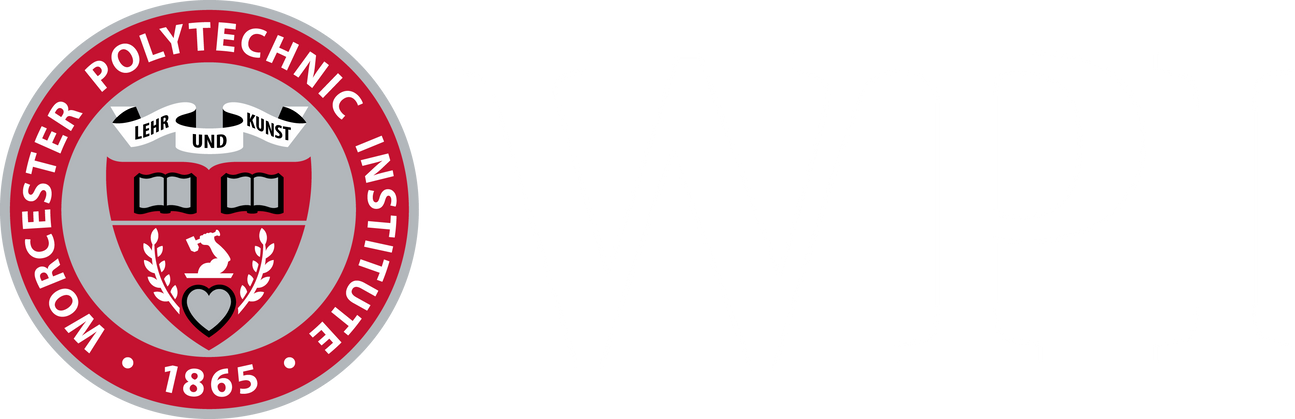 WORCESTER POLYTECHNIC INSTITUTE
LEHR UND KUNST
1865